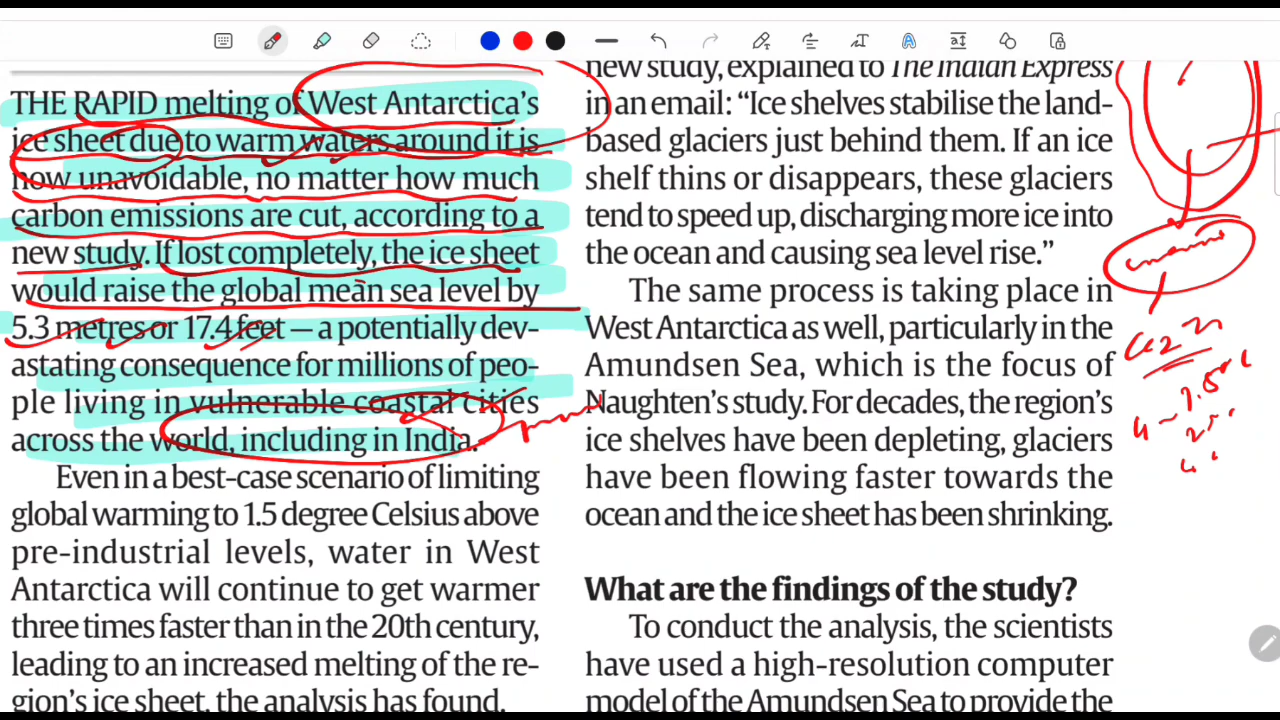 THE RAPID melting of West Antarctica's
ice sheet due to warm waters around it is
now unavoidable, no matter how much
carbon emissions are cut, according to a
new study. If lost completely, the ice sheet
would raise the global mean sea level by
5.3 metres or 17.4 feet — a potentially dev-
astating consequence for millions of peo-
ple living in vulnerable coastal cities
across the world, including in India.
Even in a best-case scenario of limiting
global warming to 1.5 degree Celsius above
pre-industrial levels, water in West
Antarctica will continue to get warmer
three times faster than in the 20th century,
leading to an increased melting of the re-
gion's ice sheet, the analysis has found.
new study, explained to The Indian Express
in an email: “Ice shelves stabilise the land-
based glaciers just behind them. If an ice
shelf thins or disappears, these glaciers
tend to speed up, discharging more ice into
the ocean and causing sea level rise.”
The same process is taking place in
West Antarctica as well, particularly in the
Amundsen Sea, which is the focus of
Naughten's study. For decades, the region's
ice shelves have been depleting, glaciers
have been flowing faster towards the
ocean and the ice sheet has been shrinking.
What are the findings of the study?
To conduct the analysis, the scientists
have used a high-resolution computer
model of the Amundsen Sea to provide the